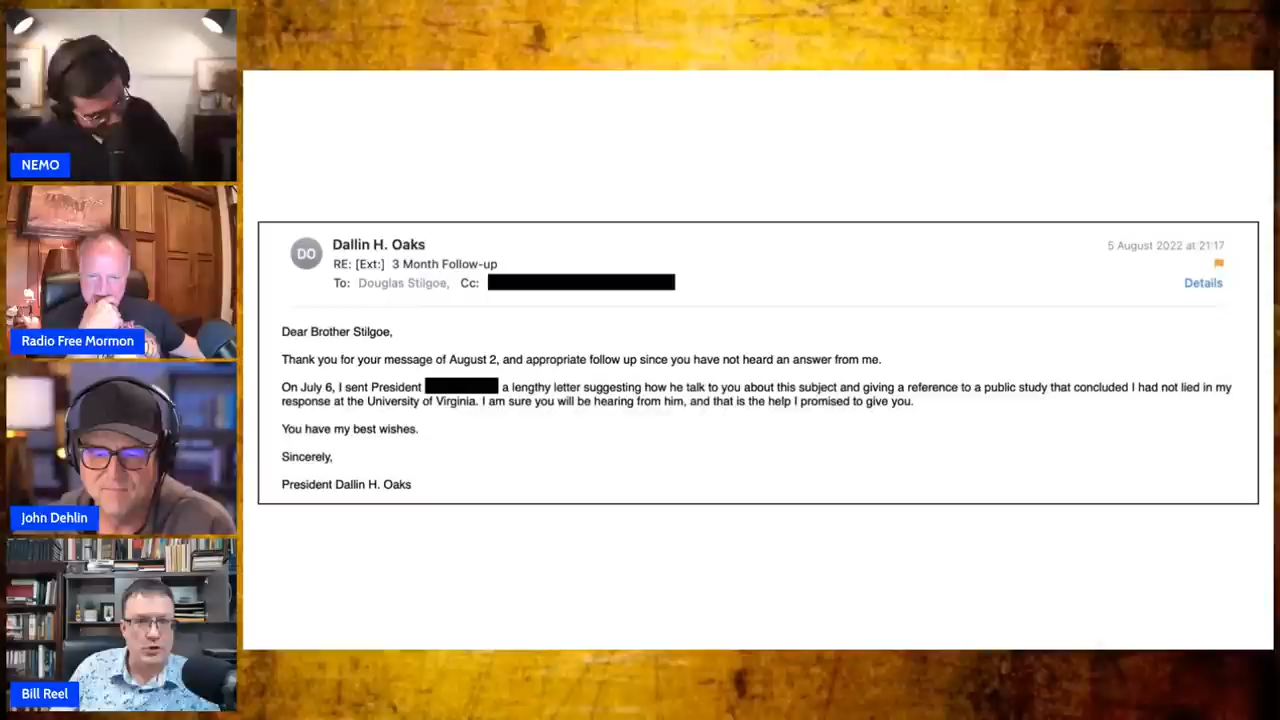 NEMO
Radio Free Mormon
John Dehlin
Bill Reel
DO
Dallin H. Oaks
5 August 2022 at 21:17
RE: [Ext:] 3 Month Follow-up
To: Douglas Stilgoe, Cc:
Details
Dear Brother Stilgoe,
Thank you for your message of August 2, and appropriate follow up since you have not heard an answer from me.
On July 6, I sent President a lengthy letter suggesting how he talk to you about this subject and giving a reference to a public study that concluded I had not lied in my
response at the University of Virginia. I am sure you will be hearing from him, and that is the help I promised to give you.
You have my best wishes.
Sincerely,
President Dallin H. Oaks